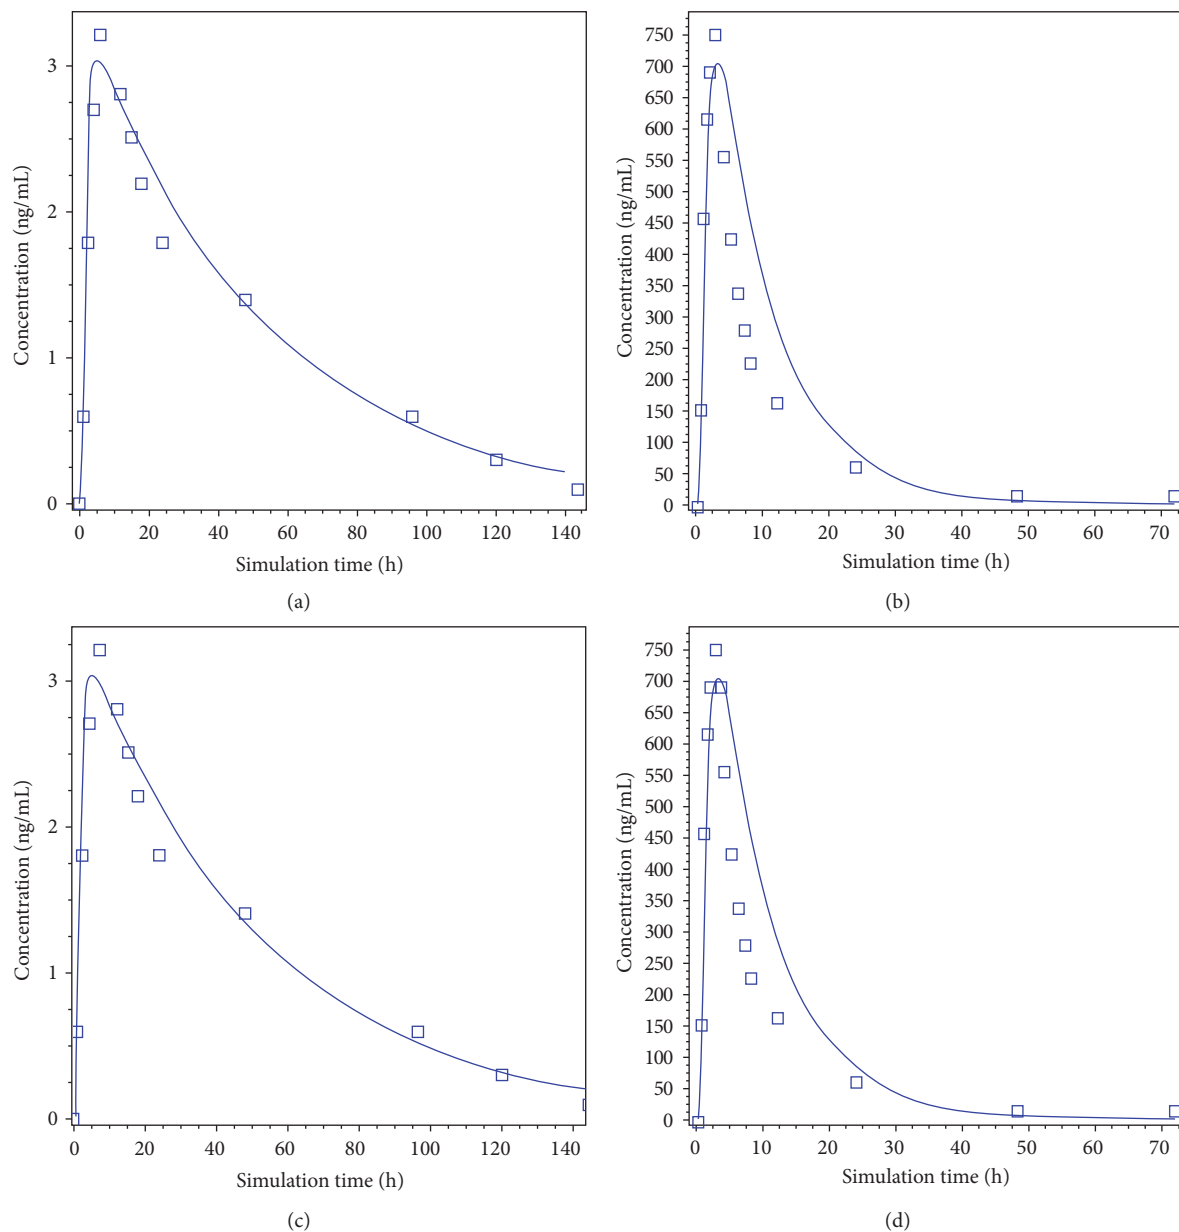 3
2
1
0
Concentration (ng/mL)
0 20 40 60 80 100 120 140
Simulation time (h)
(a)
750
700
650
600
550
500
450
400
350
300
250
200
150
100
50
0
Concentration (ng/mL)
0 10 20 30 40 50 60 70
Simulation time (h)
(b)
3
2
1
0
Concentration (ng/mL)
0 20 40 60 80 100 120 140
Simulation time (h)
(c)
750
700
650
600
550
500
450
400
350
300
250
200
150
100
50
0
Concentration (ng/mL)
0 10 20 30 40 50 60 70
Simulation time (h)
(d)